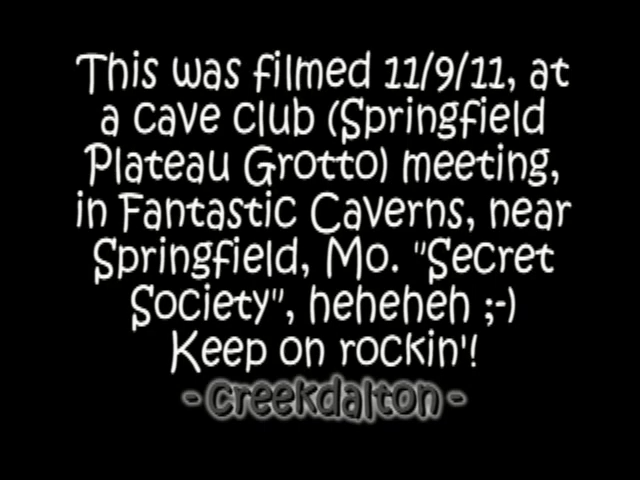 This was filmed 11/9/11, at
a cave club (Springfield
Plateau Grotto) meeting,
in Fantastic Caverns, near
Springfield, Mo. "Secret
Society", heheheh ;-)
Keep on rockin'!
- creekdalton -